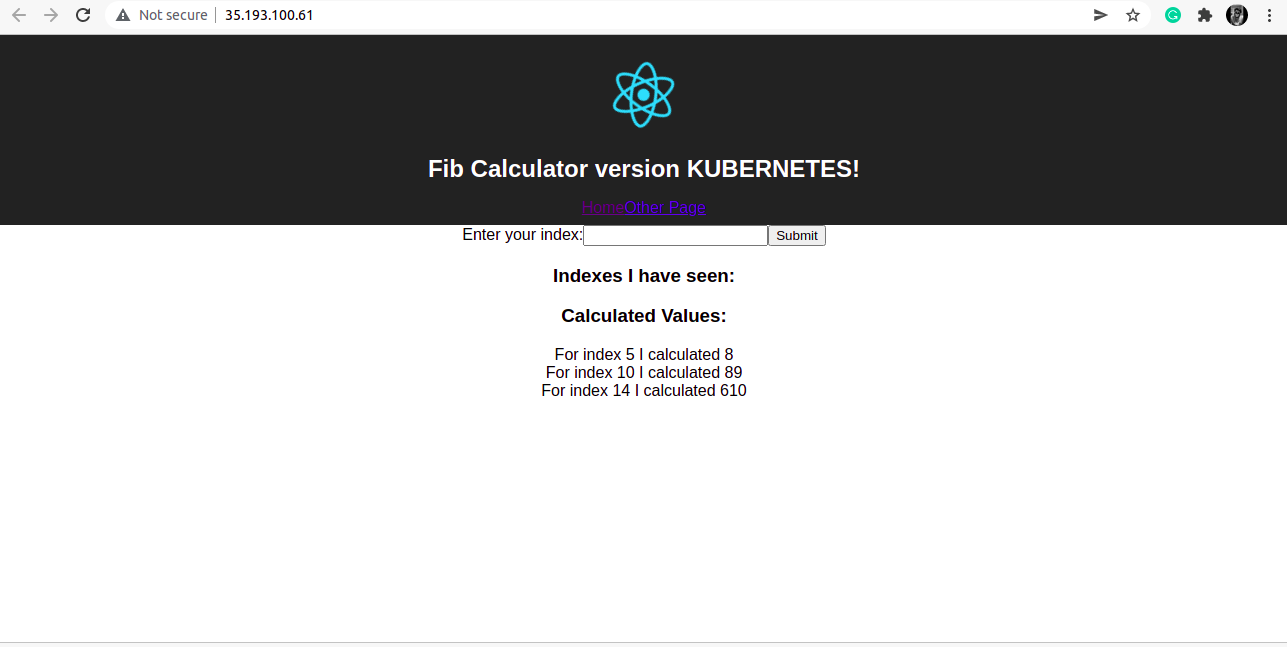 Not secure 35.193.100.61
Fib Calculator version KUBERNETES!
HomeOther Page
Enter your index: Submit
Indexes I have seen:
Calculated Values:
For index 5 I calculated 8
For index 10 I calculated 89
For index 14 I calculated 610